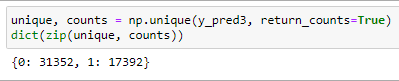 unique, counts = np.unique(y_pred3, return_counts=True)
dict(zip(unique, counts))
{0: 31352, 1: 17392}